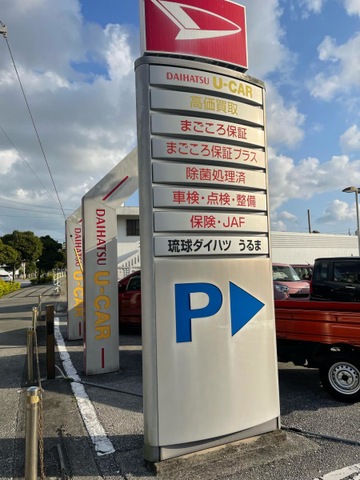 DAIHATSU U-CAR
高価買取
まごころ保証
まごころ保証プラス
除菌処理済
車検・点検・整備
保険・JAF
琉球ダイハツ うるま
P
DAIHATSU U-CAR
U-CAR